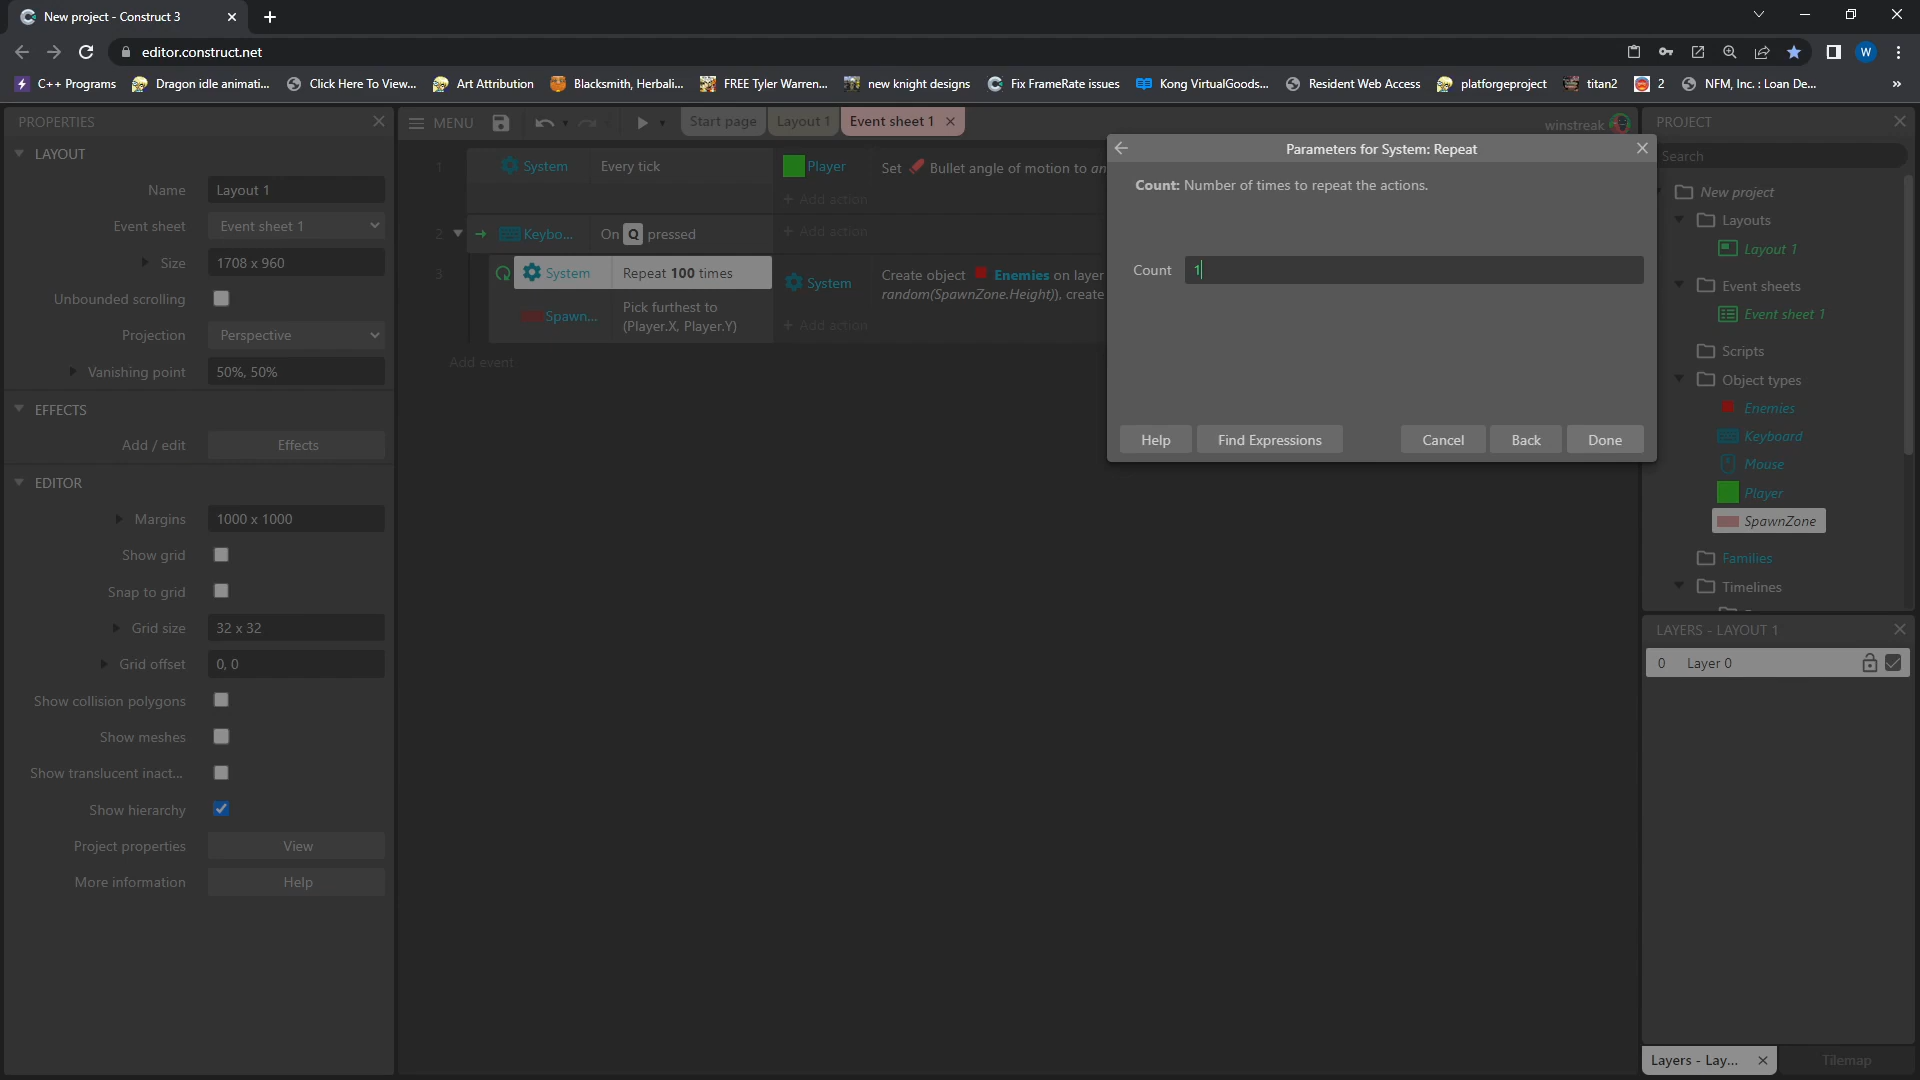 New project - Construct 3
editor.construct.net
W
C++ Programs
Dragon idle animati...
Click Here To View...
Art Attribution
Blacksmith, Herbali...
FREE Tyler Warren...
new knight designs
Fix FrameRate issues
Kong VirtualGoods...
Resident Web Access
platforgeproject
titan2
2
NFM, Inc. : Loan De...
»
PROPERTIES
LAYOUT
Name Layout 1
Event sheet Event sheet 1
Size 1708 x 960
Unbounded scrolling
Projection Perspective
Vanishing point 50%, 50%
EFFECTS
Add / edit Effects
EDITOR
Margins 1000 x 1000
Show grid
Snap to grid
Grid size 32 x 32
Grid offset 0, 0
Show collision polygons
Show meshes
Show translucent inact...
Show hierarchy
Project properties View
More information Help
MENU
Start page
Layout 1
Event sheet 1
winstreak
1 System Every tick Player Set Bullet angle of motion to an
+ Add action
2 Keybo... On Q pressed + Add action
3 System Repeat 100 times System Create object Enemies on layer
random(SpawnZone.Height)), create
Spawn... Pick furthest to
(Player.X, Player.Y)
+ Add action
Add event
Parameters for System: Repeat
Count: Number of times to repeat the actions.
Count 1
Help
Find Expressions
Cancel
Back
Done
PROJECT
Search
New project
Layouts
Layout 1
Event sheets
Event sheet 1
Scripts
Object types
Enemies
Keyboard
Mouse
Player
SpawnZone
Families
Timelines
LAYERS - LAYOUT 1
0 Layer 0
Layers - Lay...
Tilemap